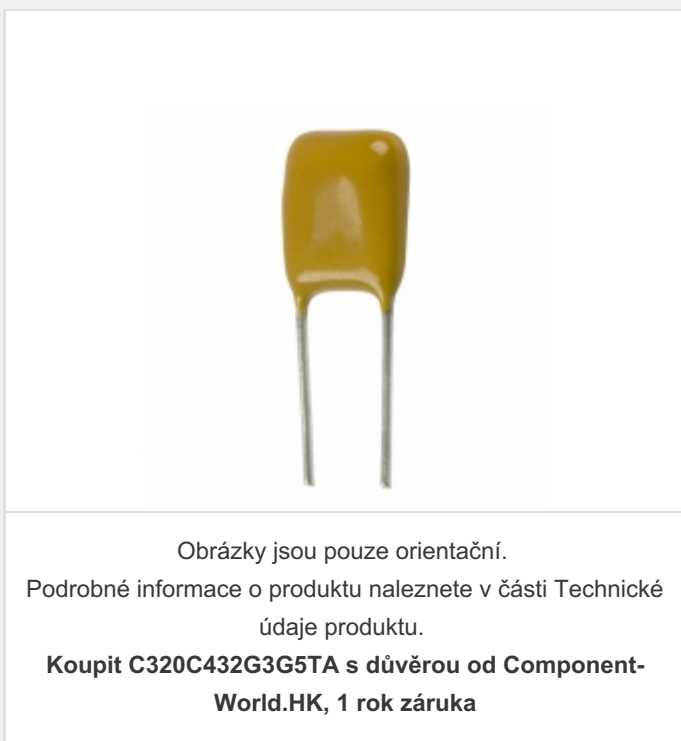 Obrázky jsou pouze orientační.
Podrobné informace o produktu naleznete v části Technické
údaje produktu.
Koupit C320C432G3G5TA s důvěrou od Component-
World.HK, 1 rok záruka